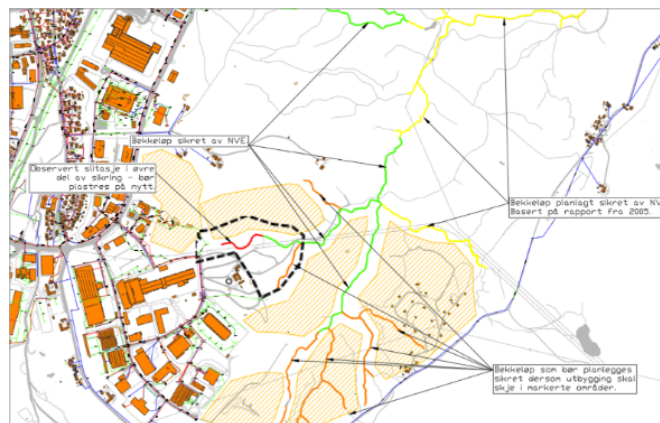 Bekkeløp sikret av NVE
Observert slitasje i øvre
del av sikring - bør
plastres på nytt.
Bekkeløp planlagt sikret av NV
Basert på rapport fra 2005.
Bekkeløp som bør planlegges
sikret dersom utbygging skal
skje i markerte områder.